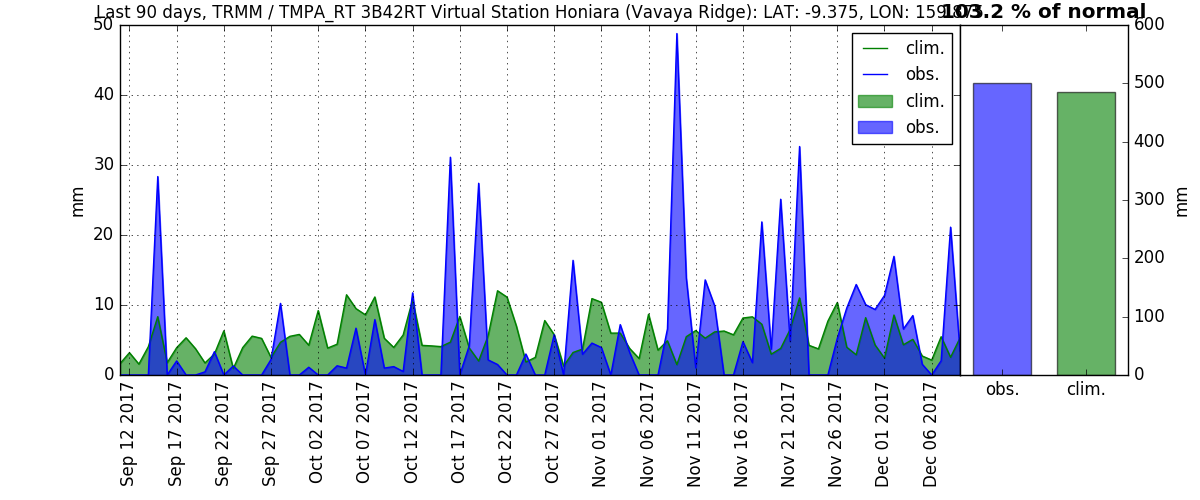 Last 90 days, TRMM / TMPA_RT 3B42RT Virtual Station Honiara (Vavaya Ridge): LAT: -9.375, LON:
103.2 % of normal
50
40
30
20
10
0
mm
clim.
obs.
clim.
obs.
600
500
400
300
200
100
0
mm
obs.
clim.
Sep 12 2017
Sep 17 2017
Sep 22 2017
Sep 27 2017
Oct 02 2017
Oct 07 2017
Oct 12 2017
Oct 17 2017
Oct 22 2017
Oct 27 2017
Nov 01 2017
Nov 06 2017
Nov 11 2017
Nov 16 2017
Nov 21 2017
Nov 26 2017
Dec 01 2017
Dec 06 2017